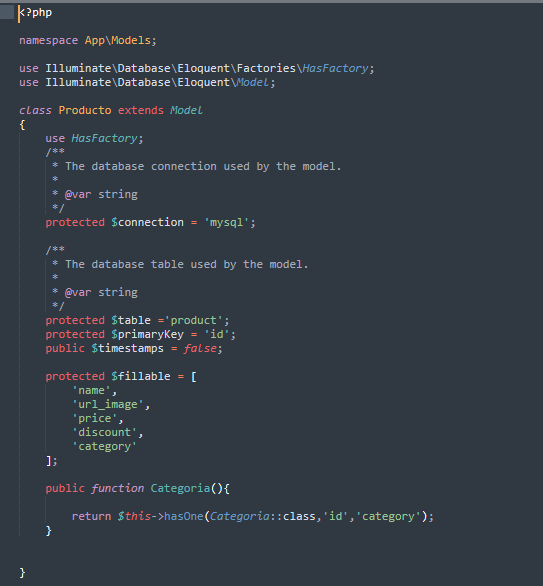 <?php
namespace App\Models;
use Illuminate\Database\Eloquent\Factories\HasFactory;
use Illuminate\Database\Eloquent\Model;
class Producto extends Model
{
use HasFactory;
/**
* The database connection used by the model.
*
* @var string
*/
protected $connection = 'mysql';
/**
* The database table used by the model.
*
* @var string
*/
protected $table ='product';
protected $primaryKey = 'id';
public $timestamps = false;
protected $fillable = [
'name',
'url_image',
'price',
'discount',
'category'
];
public function Categoria(){
return $this->hasOne(Categoria::class,'id','category');
}
}